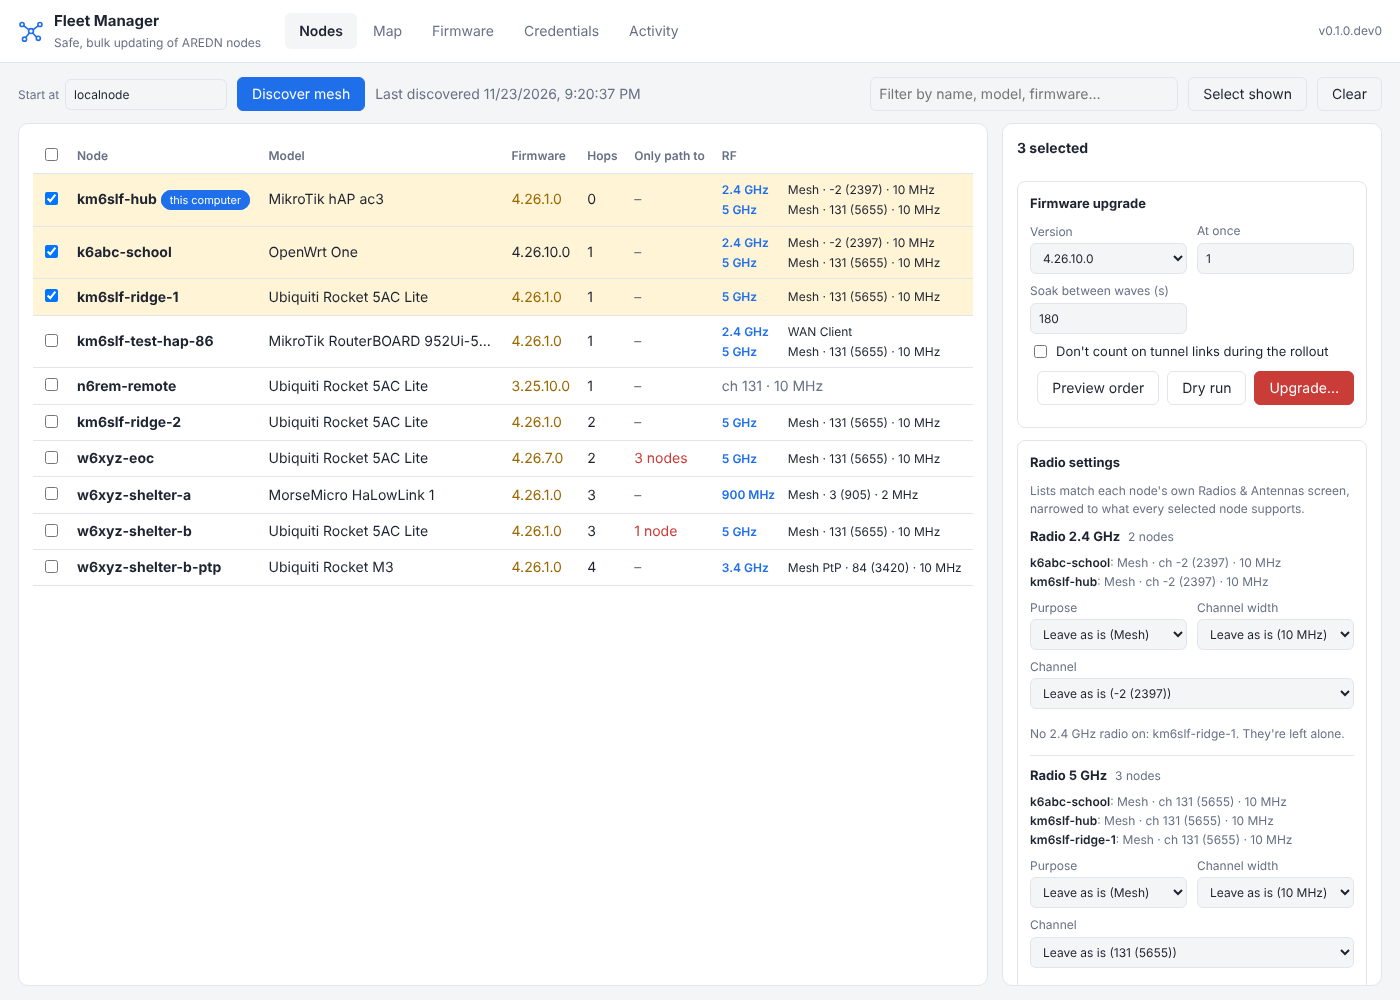 Fleet Manager
Safe, bulk updating of AREDN nodes
Nodes Map Firmware Credentials Activity
v0.1.0.dev0
Start at localnode Discover mesh Last discovered 11/23/2026, 9:20:37 PM
Filter by name, model, firmware... Select shown Clear
Node Model Firmware Hops Only path to RF
km6slf-hub this computer MikroTik hAP ac3 4.26.1.0 0 – 2.4 GHz Mesh · -2 (2397) · 10 MHz
5 GHz Mesh · 131 (5655) · 10 MHz
k6abc-school OpenWrt One 4.26.10.0 1 – 2.4 GHz Mesh · -2 (2397) · 10 MHz
5 GHz Mesh · 131 (5655) · 10 MHz
km6slf-ridge-1 Ubiquiti Rocket 5AC Lite 4.26.1.0 1 – 5 GHz Mesh · 131 (5655) · 10 MHz
km6slf-test-hap-86 MikroTik RouterBOARD 952Ui-5... 4.26.1.0 1 – 2.4 GHz WAN Client
5 GHz Mesh · 131 (5655) · 10 MHz
n6rem-remote Ubiquiti Rocket 5AC Lite 3.25.10.0 1 – ch 131 · 10 MHz
km6slf-ridge-2 Ubiquiti Rocket 5AC Lite 4.26.1.0 2 – 5 GHz Mesh · 131 (5655) · 10 MHz
w6xyz-eoc Ubiquiti Rocket 5AC Lite 4.26.7.0 2 3 nodes 5 GHz Mesh · 131 (5655) · 10 MHz
w6xyz-shelter-a MorseMicro HaLowLink 1 4.26.1.0 3 – 900 MHz Mesh · 3 (905) · 2 MHz
w6xyz-shelter-b Ubiquiti Rocket 5AC Lite 4.26.1.0 3 1 node 5 GHz Mesh · 131 (5655) · 10 MHz
w6xyz-shelter-b-ptp Ubiquiti Rocket M3 4.26.1.0 4 – 3.4 GHz Mesh PtP · 84 (3420) · 10 MHz
3 selected
Firmware upgrade
Version At once
4.26.10.0 1
Soak between waves (s)
180
Don't count on tunnel links during the rollout
Preview order Dry run Upgrade...
Radio settings
Lists match each node's own Radios & Antennas screen,
narrowed to what every selected node supports.
Radio 2.4 GHz 2 nodes
k6abc-school: Mesh · ch -2 (2397) · 10 MHz
km6slf-hub: Mesh · ch -2 (2397) · 10 MHz
Purpose Channel width
Leave as is (Mesh) Leave as is (10 MHz)
Channel
Leave as is (-2 (2397))
No 2.4 GHz radio on: km6slf-ridge-1. They're left alone.
Radio 5 GHz 3 nodes
k6abc-school: Mesh · ch 131 (5655) · 10 MHz
km6slf-hub: Mesh · ch 131 (5655) · 10 MHz
km6slf-ridge-1: Mesh · ch 131 (5655) · 10 MHz
Purpose Channel width
Leave as is (Mesh) Leave as is (10 MHz)
Channel
Leave as is (131 (5655))